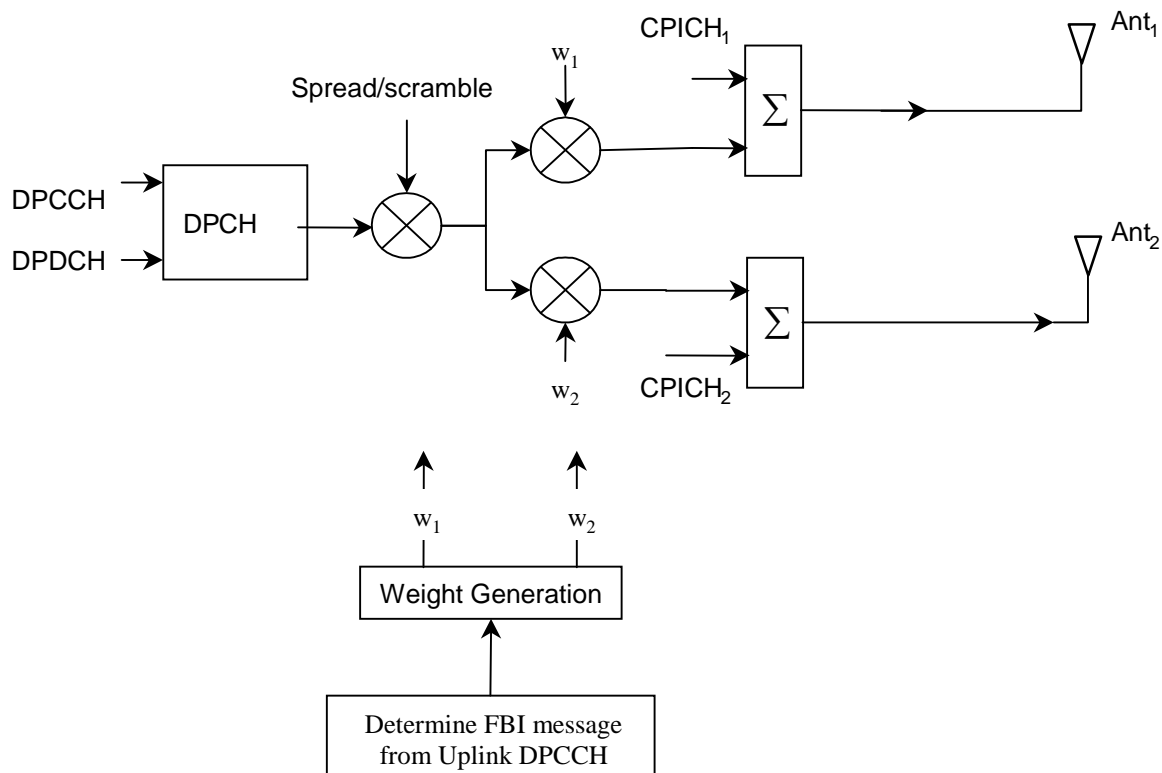 CPICH₁
Ant₁
w₁
Spread/scramble
Σ
DPCCH
DPCH
DPDCH
Ant₂
Σ
w₂
CPICH₂
w₁
w₂
Weight Generation
Determine FBI message
from Uplink DPCCH